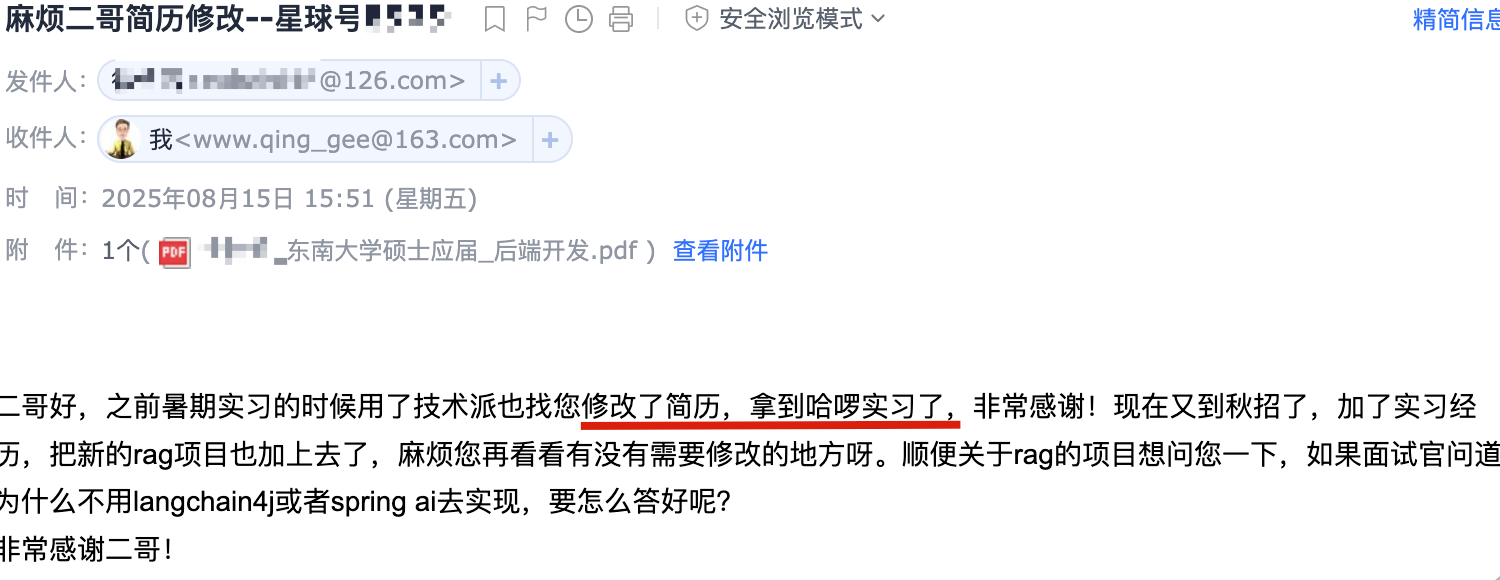 麻烦二哥简历修改--星球号
安全浏览模式
精简信息
发件人：
@126.com>
+
收件人：
我<www.qing_gee@163.com>
+
时 间：2025年08月15日 15:51 (星期五)
附 件：1个( PDF _东南大学硕士应届_后端开发.pdf ) 查看附件
二哥好，之前暑期实习的时候用了技术派也找您修改了简历，拿到哈啰实习了，非常感谢！现在又到秋招了，加了实习经
历，把新的rag项目也加上去了，麻烦您再看看有没有需要修改的地方呀。顺便关于rag的项目想问您一下，如果面试官问道
为什么不用langchain4j或者spring ai去实现，要怎么答好呢?
非常感谢二哥！